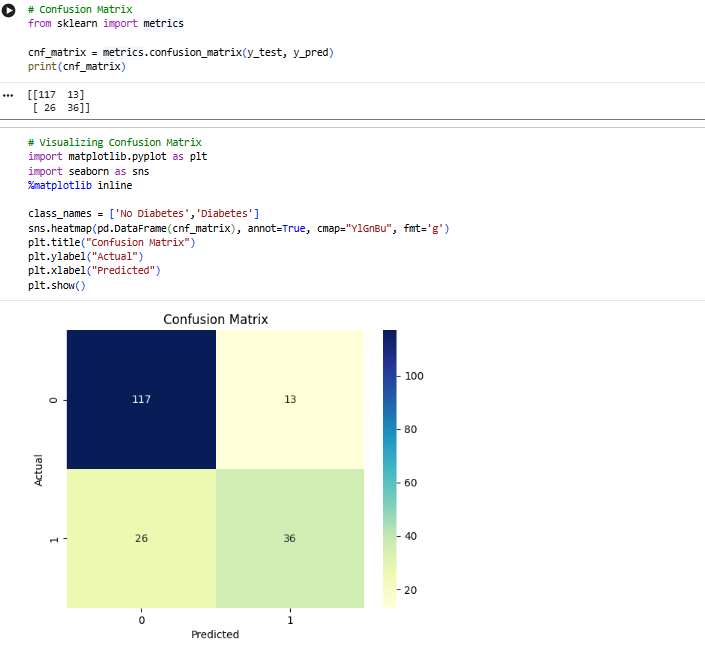 # Confusion Matrix
from sklearn import metrics
cnf_matrix = metrics.confusion_matrix(y_test, y_pred)
print(cnf_matrix)
[[117  13]
 [ 26  36]]
# Visualizing Confusion Matrix
import matplotlib.pyplot as plt
import seaborn as sns
%matplotlib inline
class_names = ['No Diabetes','Diabetes']
sns.heatmap(pd.DataFrame(cnf_matrix), annot=True, cmap="YlGnBu", fmt='g')
plt.title("Confusion Matrix")
plt.ylabel("Actual")
plt.xlabel("Predicted")
plt.show()
Confusion Matrix
Actual
0
117
13
1
26
36
0
1
Predicted
100
80
60
40
20